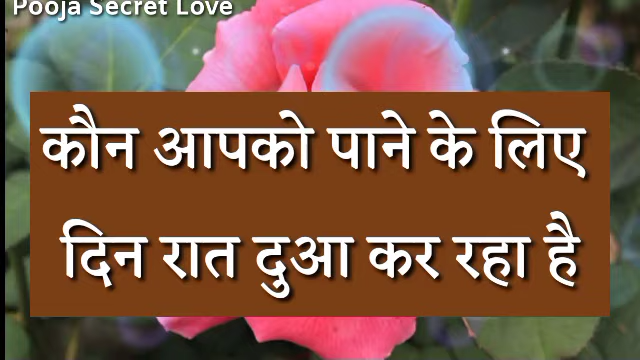 Pooja Secret Love
कौन आपको पाने के लिए
दिन रात दुआ कर रहा है